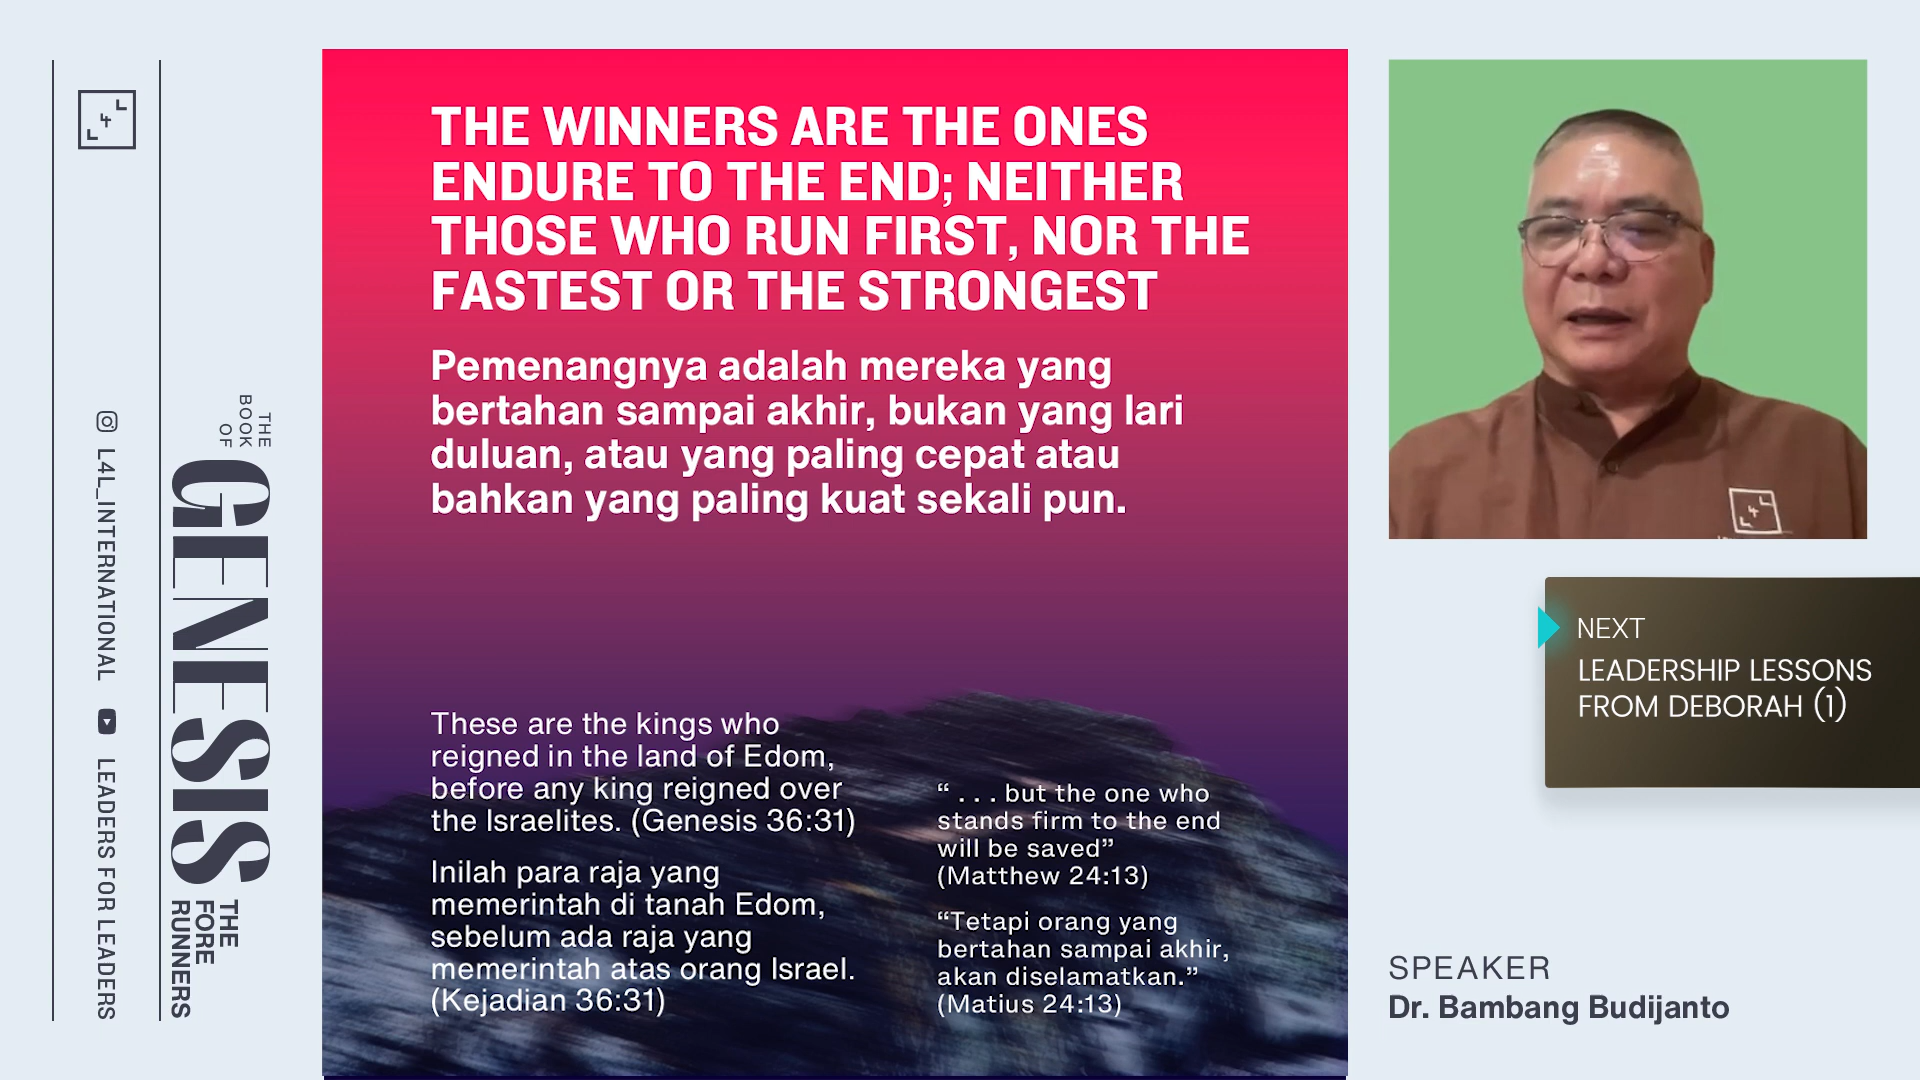 L4L_INTERNATIONAL
LEADERS FOR LEADERS
THE
BOOK
OF
GENESIS
THE
FORE
RUNNERS
THE WINNERS ARE THE ONES
ENDURE TO THE END; NEITHER
THOSE WHO RUN FIRST, NOR THE
FASTEST OR THE STRONGEST
Pemenangnya adalah mereka yang
bertahan sampai akhir, bukan yang lari
duluan, atau yang paling cepat atau
bahkan yang paling kuat sekali pun.
These are the kings who
reigned in the land of Edom,
before any king reigned over
the Israelites. (Genesis 36:31)
Inilah para raja yang
memerintah di tanah Edom,
sebelum ada raja yang
memerintah atas orang Israel.
(Kejadian 36:31)
“ . . . but the one who
stands firm to the end
will be saved”
(Matthew 24:13)
“Tetapi orang yang
bertahan sampai akhir,
akan diselamatkan.”
(Matius 24:13)
NEXT
LEADERSHIP LESSONS
FROM DEBORAH (1)
SPEAKER
Dr. Bambang Budijanto